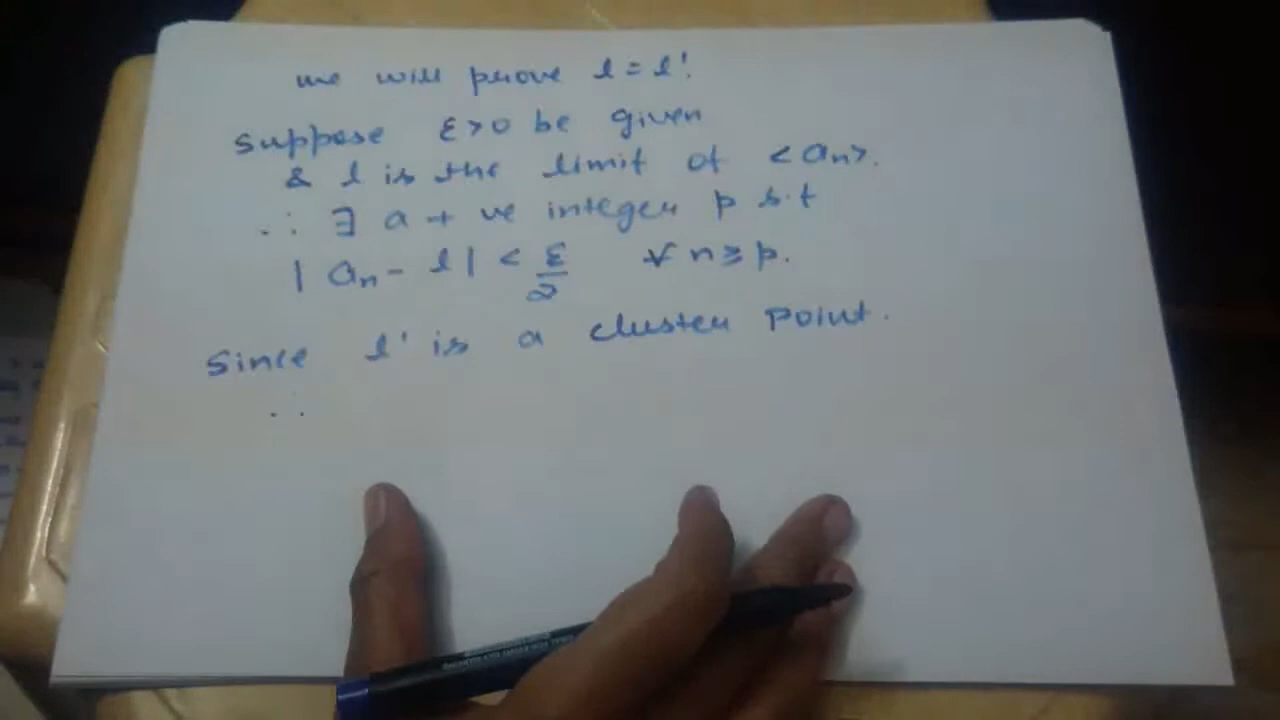 we will prove l = l'.
Suppose ε>0 be given
& l is the limit of <an>.
∴ ∃ a +ve integer p s.t
| an - l | < ε/2 ∀ n ≥ p.
Since l' is a cluster point.